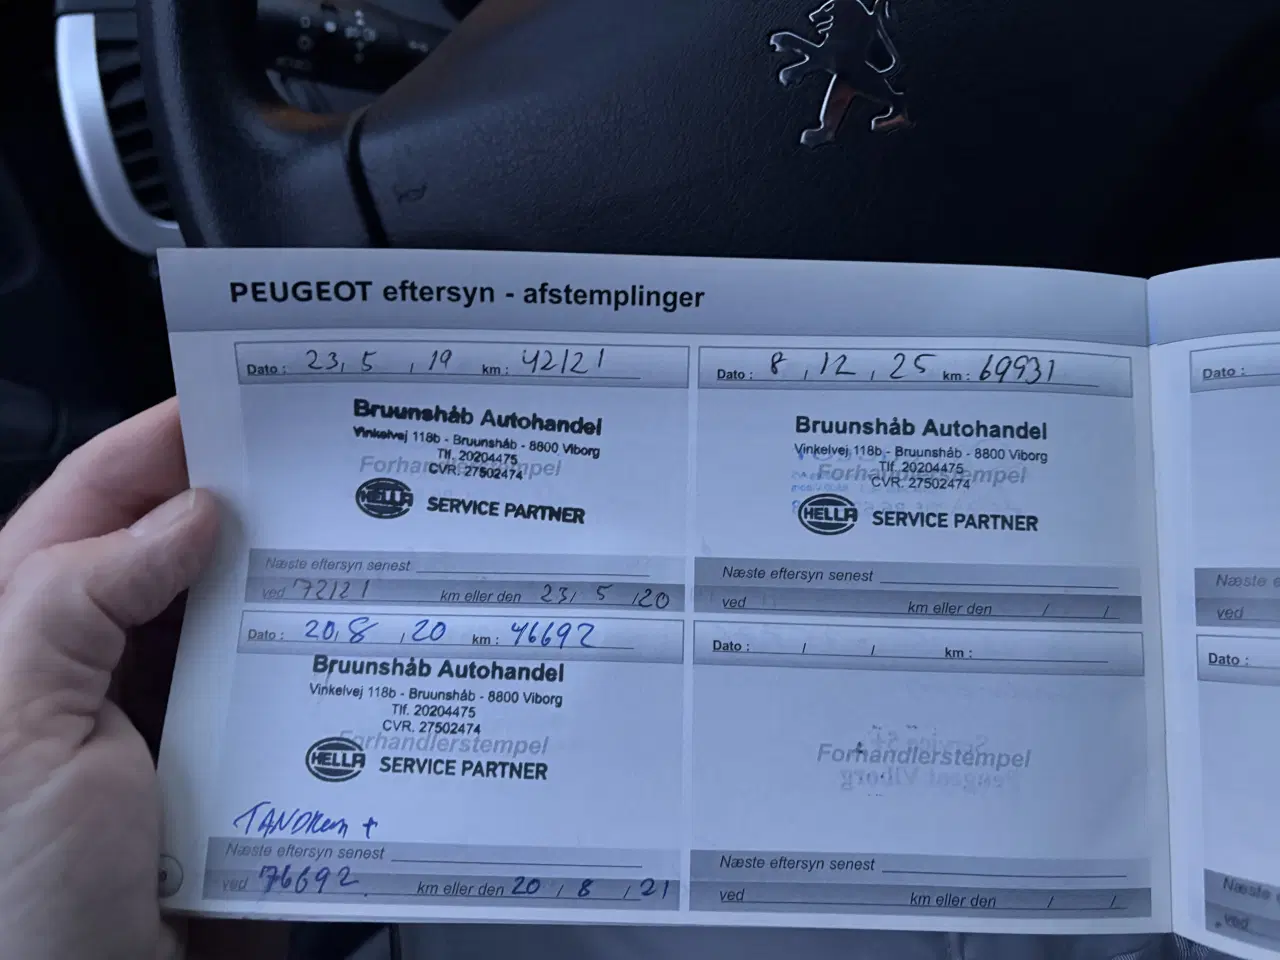 PEUGEOT eftersyn - afstemplinger
Dato : 23, 5 , 19 km : 42121
Bruunshåb Autohandel
Vinkelvej 118b - Bruunshåb - 8800 Viborg
Tlf. 20204475
Forhandlerstempel
CVR. 27502474
HELLA SERVICE PARTNER
Næste eftersyn senest
ved 72121 km eller den 23/ 5 /20
Dato : 20, 8 , 20 km : 46692
Bruunshåb Autohandel
Vinkelvej 118b - Bruunshåb - 8800 Viborg
Tlf. 20204475
CVR. 27502474
Forhandlerstempel
HELLA SERVICE PARTNER
TANDRem +
Næste eftersyn senest
ved 76692 km eller den 20 / 8 / 21
Dato : 8 , 12 , 25 km : 69931
Bruunshåb Autohandel
Vinkelvej 118b - Bruunshåb - 8800 Viborg
Tlf. 20204475
Forhandlerstempel
CVR. 27502474
HELLA SERVICE PARTNER
Næste eftersyn senest
ved km eller den / /
Dato : / / km :
Forhandlerstempel
Næste eftersyn senest
ved km eller den / /
Dato :
Næste
ved
Dato :
Næste
ved